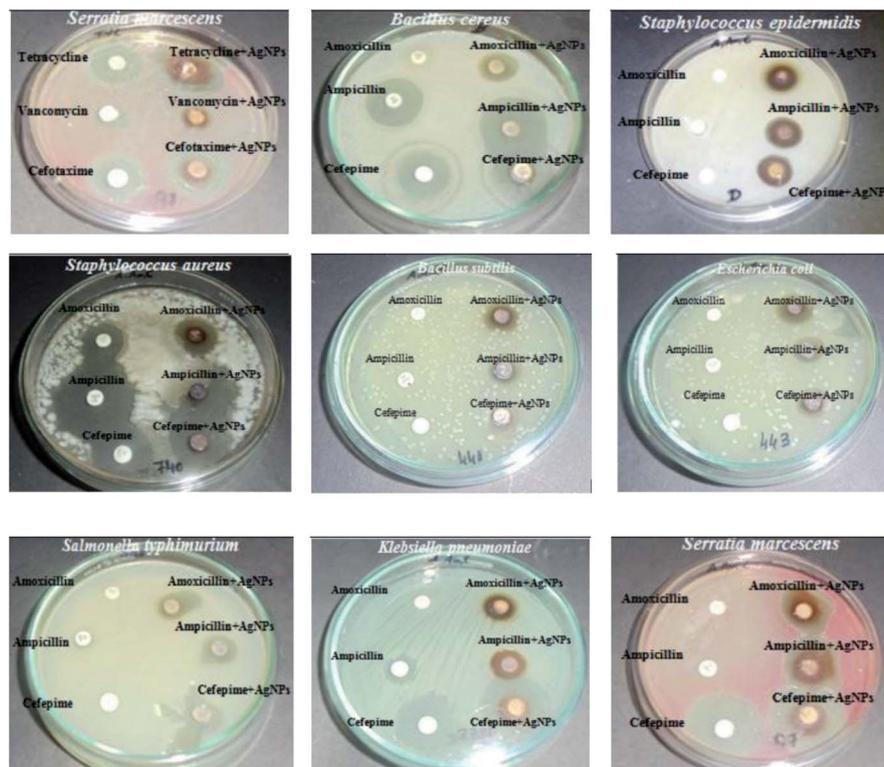 Serratia marcescens
Tetracycline
Tetracycline+AgNPs
Vancomycin
Vancomycin+AgNPs
Cefotaxime+AgNPs
Cefotaxime
Bacillus cereus
Amoxicillin
Amoxicillin+AgNPs
Ampicillin
Ampicillin+AgNPs
Cefepime
Cefepime+AgNPs
Staphylococcus epidermidis
Amoxicillin
Amoxicillin+AgNPs
Ampicillin
Ampicillin+AgNPs
Cefepime
Cefepime+AgNP
D
Staphylococcus aureus
Amoxicillin
Amoxicillin+AgNPs
Ampicillin
Ampicillin+AgNPs
Cefepime
Cefepime+AgNPs
740
Bacillus subtilis
Amoxicillin
Amoxicillin+AgNPs
Ampicillin
Ampicillin+AgNPs
Cefepime
Cefepime+AgNPs
Escherichia coli
Amoxicillin
Amoxicillin+AgNPs
Ampicillin
Ampicillin+AgNPs
Cefepime
Cefepime+AgNPs
443
Salmonella typhimurium
Amoxicillin
Amoxicillin+AgNPs
Ampicillin
Ampicillin+AgNPs
Cefepime
Cefepime+AgNPs
Klebsiella pneumoniae
Amoxicillin
Amoxicillin+AgNPs
Ampicillin
Ampicillin+AgNPs
Cefepime
Cefepime+AgNPs
Serratia marcescens
Amoxicillin
Amoxicillin+AgNPs
Ampicillin
Ampicillin+AgNPs
Cefepime
Cefepime+AgNPs